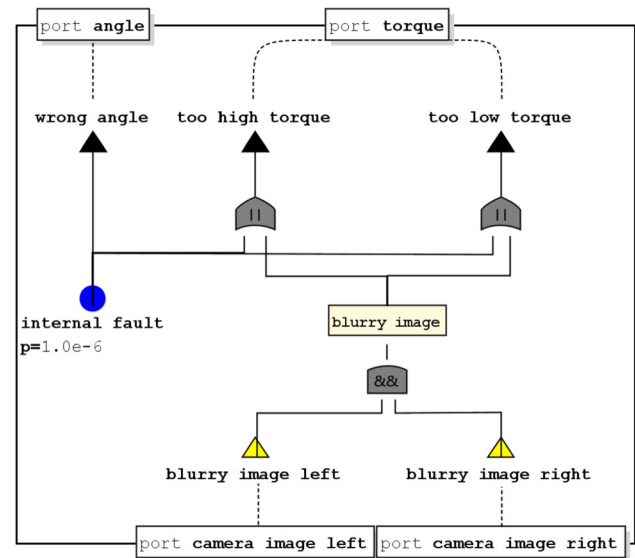 port angle
port torque
wrong angle
too high torque
too low torque
||
||
internal fault
p=1.0e-6
blurry image
&&
blurry image left
blurry image right
port camera image left
port camera image right